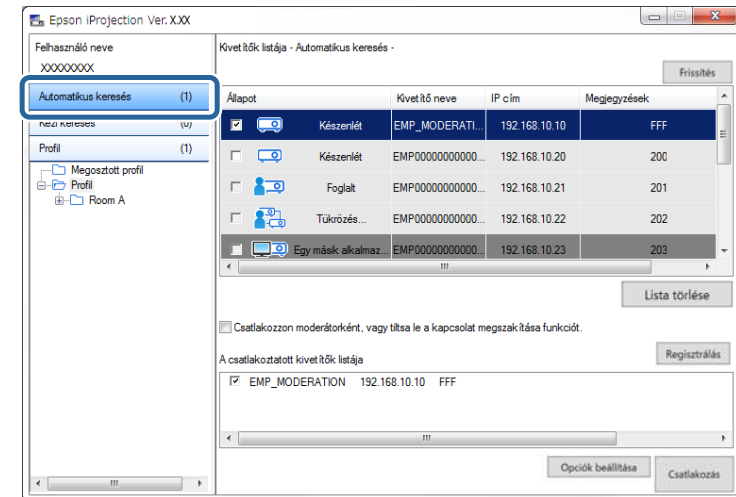 Epson iProjection Ver. X.XX
Felhasználó neve
XXXXXXXX
Automatikus keresés (1)
Kézi keresés (0)
Profil (1)
Megosztott profil
Profil
Room A
Kivetítők listája - Automatikus keresés -
Frissítés
Állapot Kivetítő neve IP cím Megjegyzések
Készenlét EMP_MODERATI... 192.168.10.10 FFF
Készenlét EMP00000000000... 192.168.10.20 200
Foglalt EMP00000000000... 192.168.10.21 201
Tükrözés... EMP00000000000... 192.168.10.22 202
Egy másik alkalmaz... EMP00000000000... 192.168.10.23 203
Lista törlése
Csatlakozzon moderátorként, vagy tiltsa le a kapcsolat megszakítása funkciót.
A csatlakoztatott kivetítők listája
Regisztrálás
EMP_MODERATION 192.168.10.10 FFF
Opciók beállítása
Csatlakozás